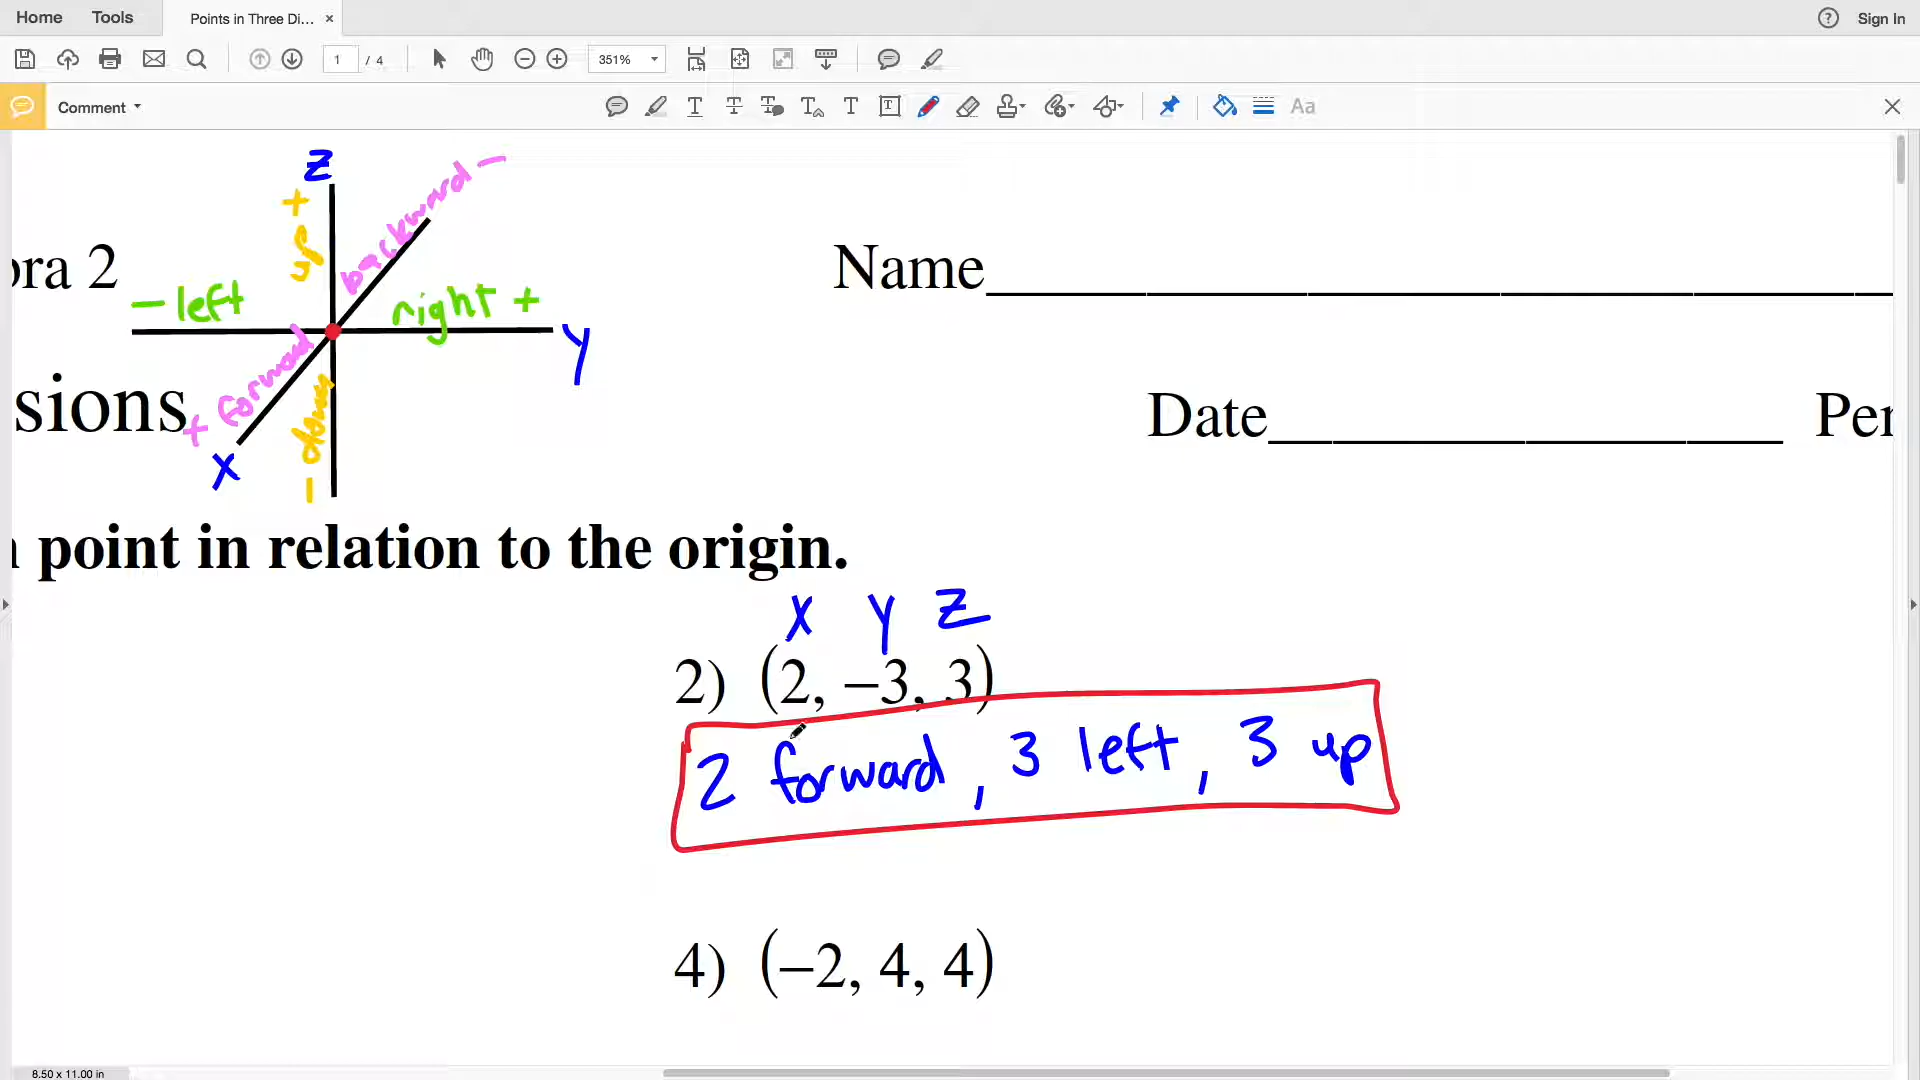 Home Tools Points in Three Di... × ? Sign In
1 / 4 351%
Comment T T T T T T Aa
z
+ up
backward -
ora 2
Name
- left
right +
y
+ forward
- down
x
sions
Date Per
point in relation to the origin.
x y z
2) (2, −3, 3)
2 forward, 3 left, 3 up
4) (−2, 4, 4)
8.50 x 11.00 in